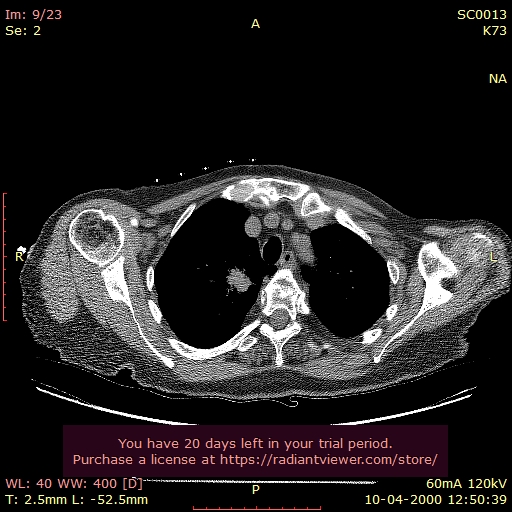 Im: 9/23
Se: 2
A
SC0013
K73
NA
R
L
You have 20 days left in your trial period.
Purchase a license at https://radiantviewer.com/store/
WL: 40 WW: 400 [D]
T: 2.5mm L: -52.5mm
P
60mA 120kV
10-04-2000 12:50:39